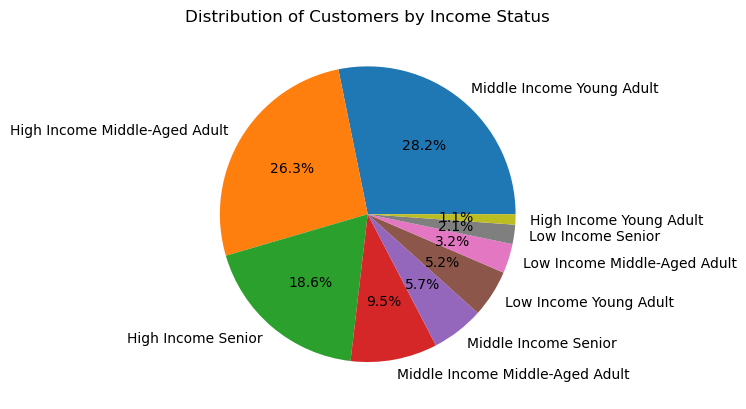 Distribution of Customers by Income Status
Middle Income Young Adult
28.2%
High Income Middle-Aged Adult
26.3%
High Income Senior
18.6%
Middle Income Middle-Aged Adult
9.5%
Middle Income Senior
5.7%
Low Income Young Adult
5.2%
Low Income Middle-Aged Adult
3.2%
Low Income Senior
2.1%
High Income Young Adult
1.1%